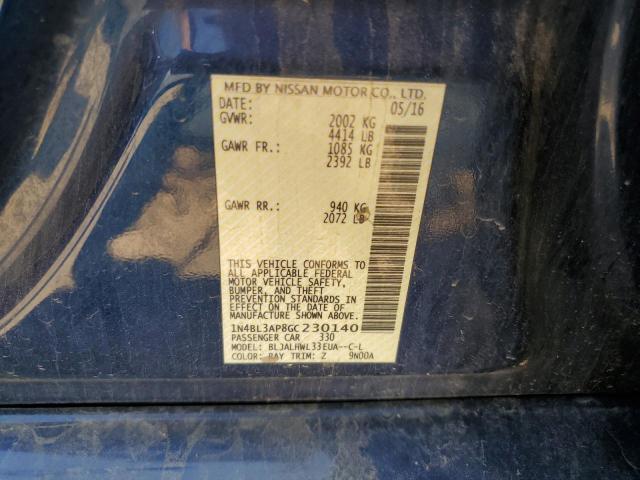 MFD BY NISSAN MOTOR CO., LTD.
DATE: 05/16
GVWR: 2002 KG
4414 LB
GAWR FR.: 1085 KG
2392 LB
GAWR RR.: 940 KG
2072 LB
THIS VEHICLE CONFORMS TO
ALL APPLICABLE FEDERAL
MOTOR VEHICLE SAFETY,
BUMPER, AND THEFT
PREVENTION STANDARDS
IN EFFECT ON THE DATE OF
MANUFACTURE SHOWN ABOVE.
1N4BL3AP8GC230140
PASSENGER CAR 330
MODEL: BLJALHWL33EUA--C-L
COLOR: RAY TRIM: Z 9N00A